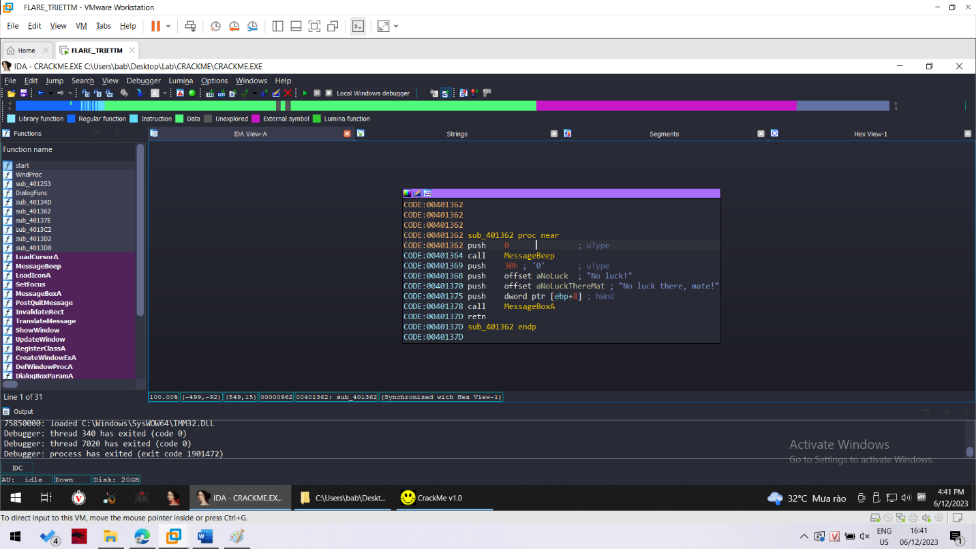 FLARE_TRIETTM - VMware Workstation
File Edit View VM Tabs Help
Home FLARE_TRIETTM
IDA - CRACKME.EXE C:\Users\bab\Desktop\Lab\CRACKME\CRACKME.EXE
File Edit Jump Search View Debugger Lumina Options Windows Help
Local Windows debugger
Library function Regular function Instruction Data Unexplored External symbol Lumina function
Functions IDA View-A Strings Segments Hex View-1
Function name
start
WndProc
sub_401253
DialogFunc
sub_40134D
sub_401362
sub_40137E
sub_4013C2
sub_4013D2
sub_4013D8
LoadCursorA
MessageBeep
LoadIconA
SetFocus
MessageBoxA
PostQuitMessage
InvalidateRect
TranslateMessage
ShowWindow
UpdateWindow
RegisterClassA
CreateWindowExA
DefWindowProcA
DialogBoxParamA
Line 1 of 31
CODE:00401362
CODE:00401362
CODE:00401362
CODE:00401362 sub_401362 proc near
CODE:00401362 push 0 ; uType
CODE:00401364 call MessageBeep
CODE:00401369 push 30h ; '0' ; uType
CODE:0040136B push offset aNoLuck ; "No luck!"
CODE:00401370 push offset aNoLuckThereMat ; "No luck there, mate!"
CODE:00401375 push dword ptr [ebp+8] ; hWnd
CODE:00401378 call MessageBoxA
CODE:0040137D retn
CODE:0040137D sub_401362 endp
CODE:0040137D
100.00% (-499,-92) (549,15) 00000962 00401362: sub_401362 (Synchronized with Hex View-1)
Output
75850000: loaded C:\Windows\SysWOW64\IMM32.DLL
Debugger: thread 340 has exited (code 0)
Debugger: thread 7020 has exited (code 0)
Debugger: process has exited (exit code 1901472)
IDC
AU: idle Down Disk: 20GB
Activate Windows
Go to Settings to activate Windows.
IDA - CRACKME.EXE... C:\Users\bab\Deskt... CrackMe v1.0
32°C Mưa rào
4:41 PM
6/12/2023
To direct input to this VM, move the mouse pointer inside or press Ctrl+G.
4
ENG
US
16:41
06/12/2023
1